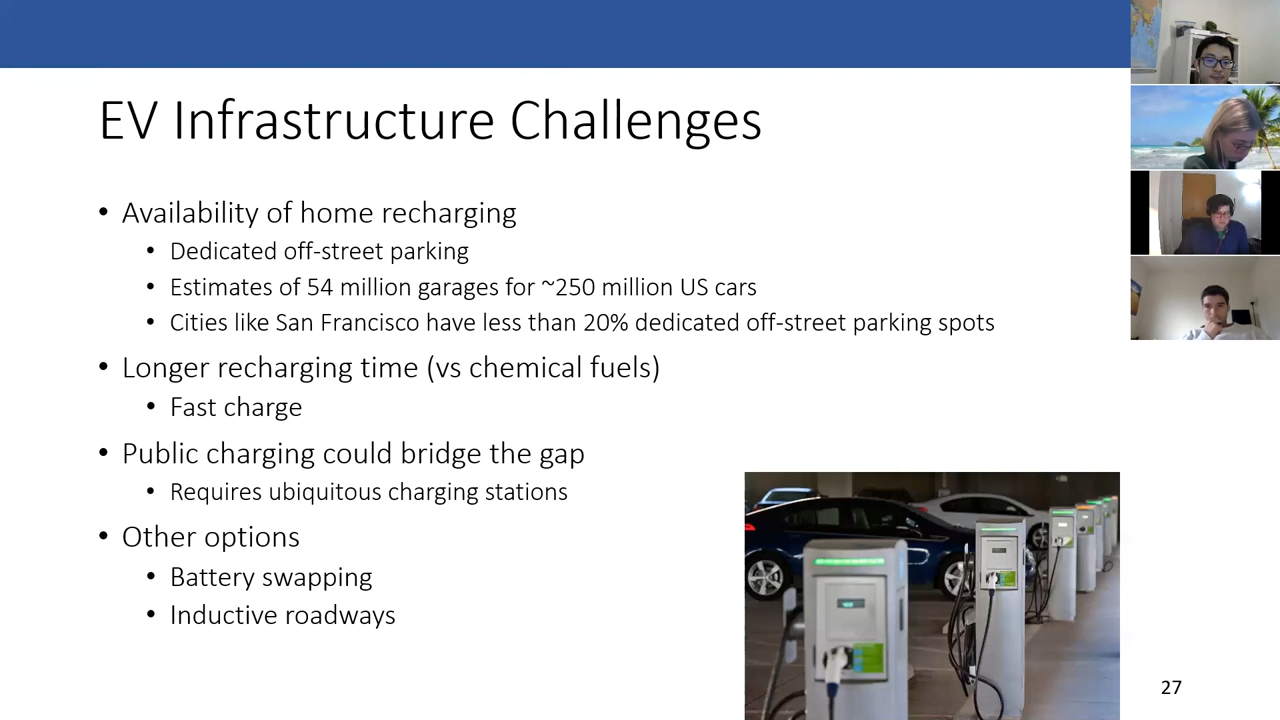 EV Infrastructure Challenges
• Availability of home recharging
• Dedicated off-street parking
• Estimates of 54 million garages for ~250 million US cars
• Cities like San Francisco have less than 20% dedicated off-street parking spots
• Longer recharging time (vs chemical fuels)
• Fast charge
• Public charging could bridge the gap
• Requires ubiquitous charging stations
• Other options
• Battery swapping
• Inductive roadways
27